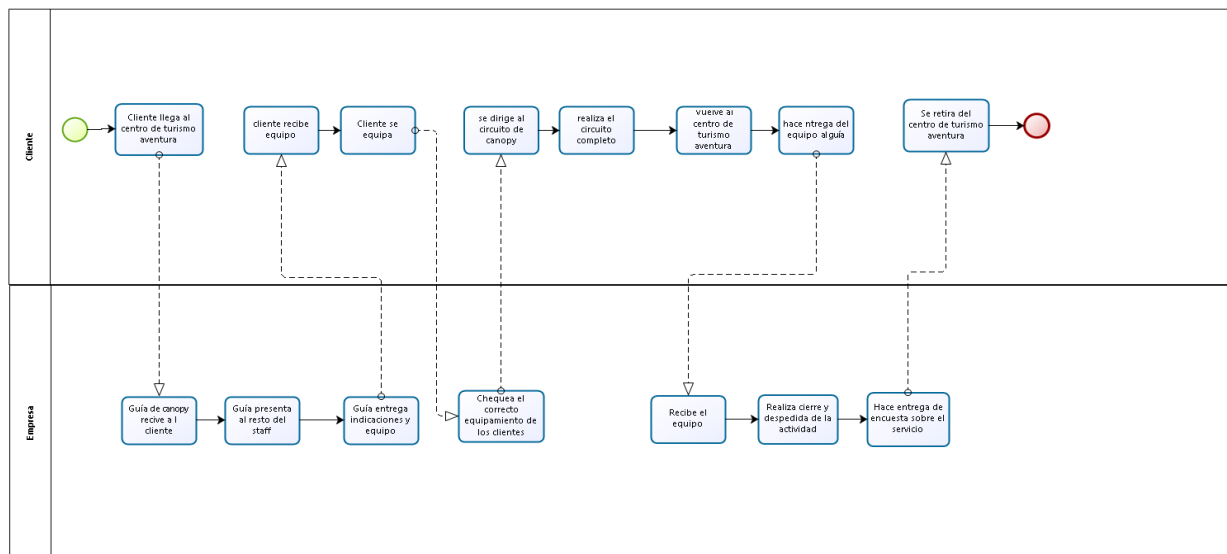 Cliente
Cliente llega al
centro de turismo
aventura
cliente recibe
equipo
Cliente se
equipa
se dirige al
circuito de
canopy
realiza el
circuito
completo
vuelve al
centro de
turismo
aventura
hace ntrega del
equipo alguía
Se retira del
centro de turismo
aventura
Empresa
Guía de canopy
recive a l
cliente
Guía presenta
al resto del
staff
Guía entrega
indicaciones y
equipo
Chequea el
correcto
equipamiento de
los clientes
Recibe el
equipo
Realiza cierre y
despedida de la
actividad
Hace entrega de
encuesta sobre el
servicio